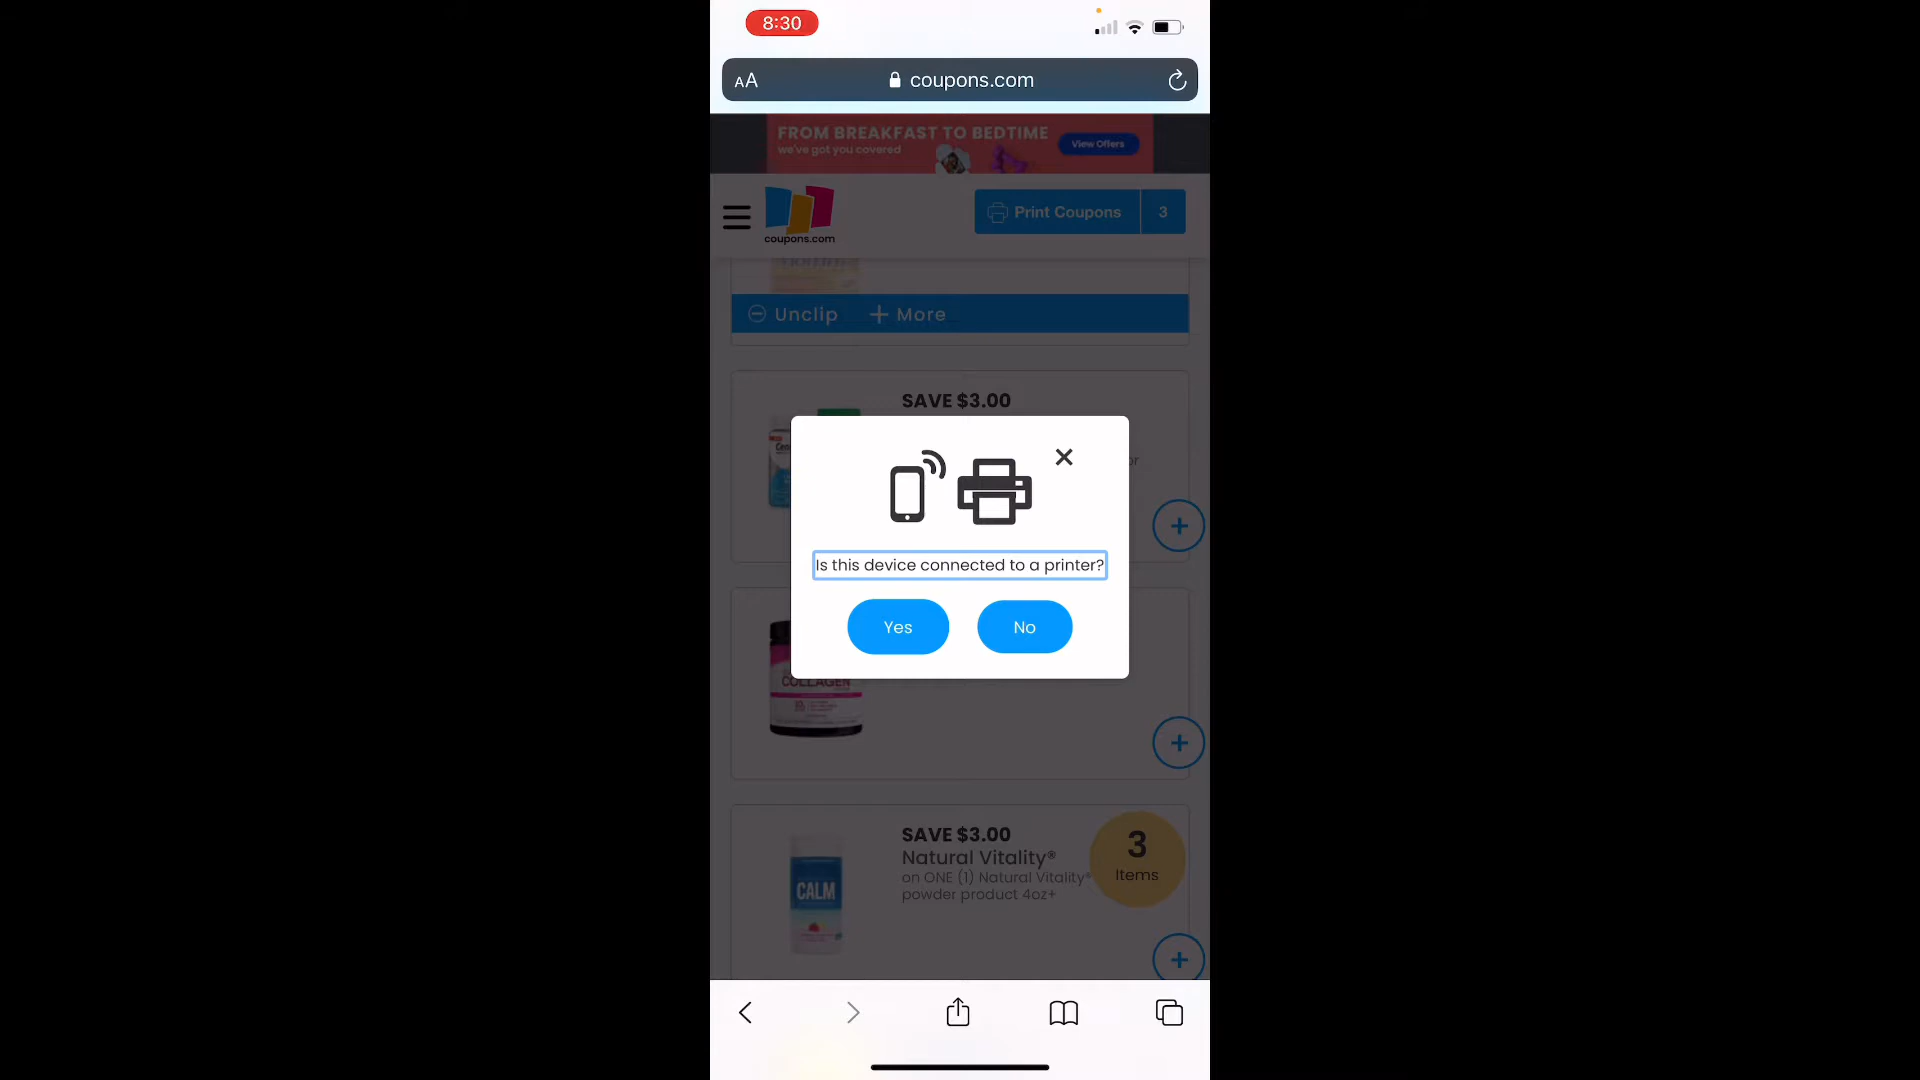 8:30
AA
coupons.com
FROM BREAKFAST TO BEDTIME
we've got you covered
View Offers
coupons.com
Print Coupons 3
Unclip
More
SAVE $3.00
or
Is this device connected to a printer?
Yes
No
COLLAGEN
SAVE $3.00
Natural Vitality®
on ONE (1) Natural Vitality®
powder product 4oz+
3
Items
CALM